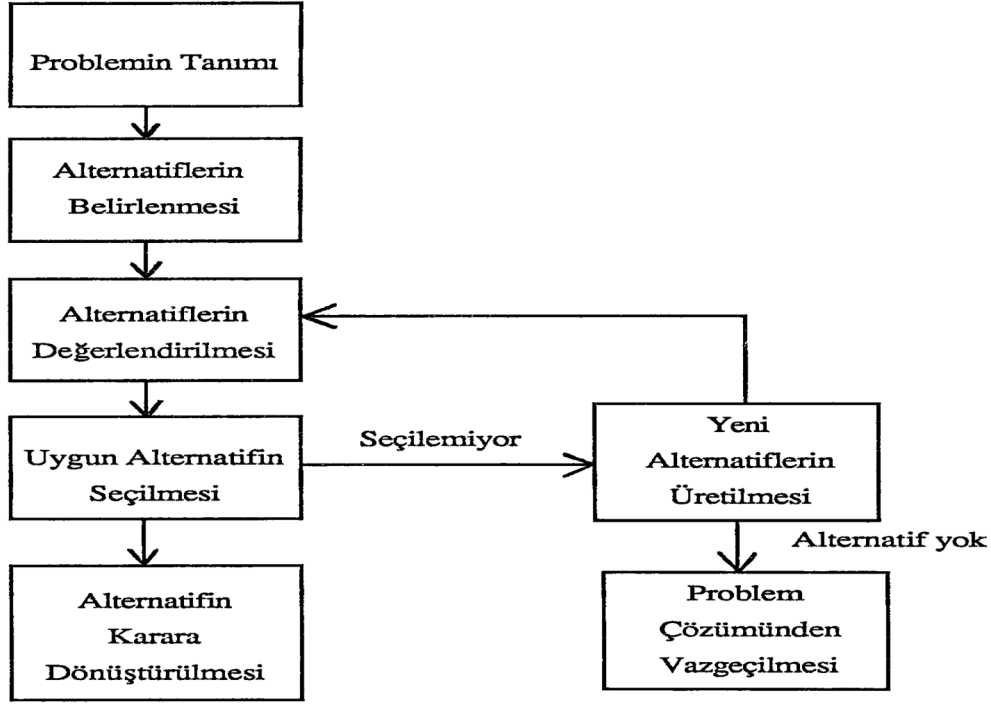 Problemin Tanımı
Alternatiflerin
Belirlenmesi
Alternatiflerin
Değerlendirilmesi
Uygun Alternatifin
Seçilmesi
Seçilemiyor
Yeni
Alternatiflerin
Üretilmesi
Alternatif yok
Alternatifin
Karara
Dönüştürülmesi
Problem
Çözümünden
Vazgeçilmesi